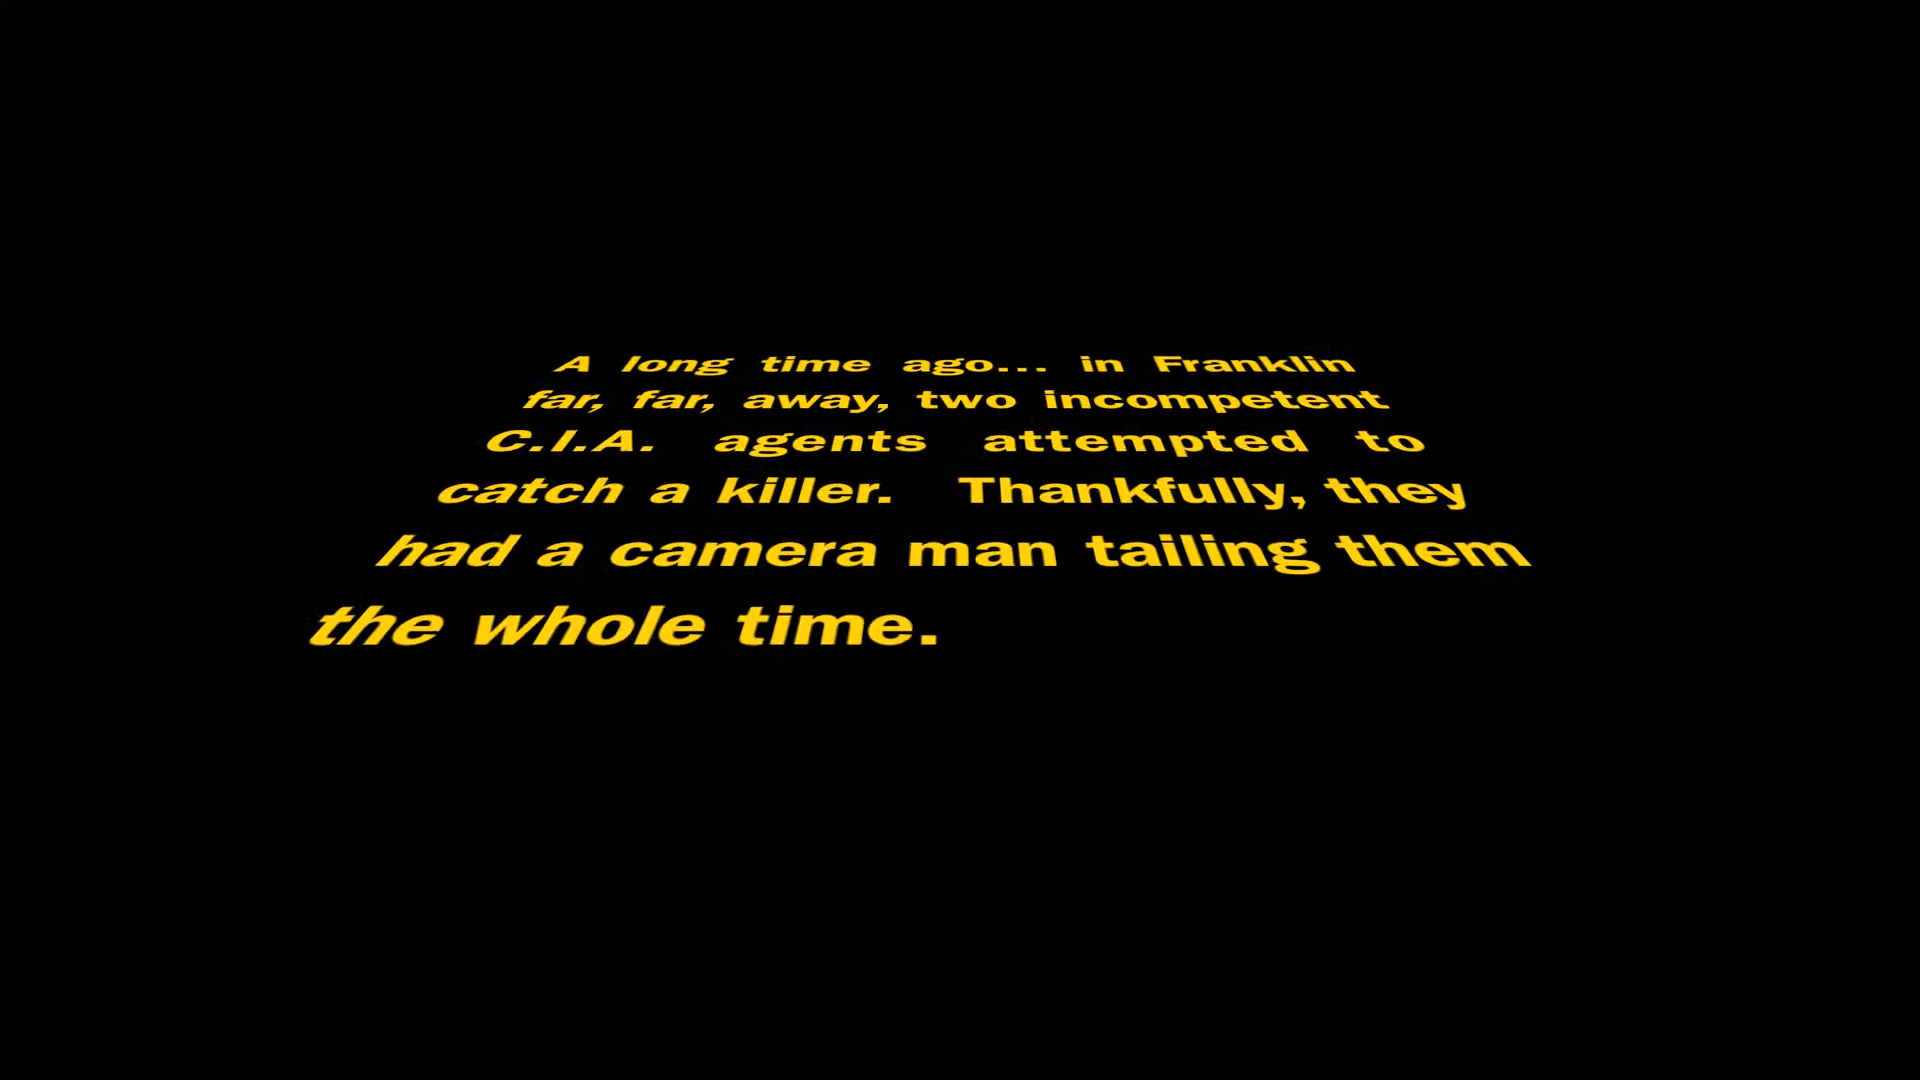 A long time ago... in Franklin
far, far, away, two incompetent
C.I.A. agents attempted to
catch a killer. Thankfully, they
had a camera man tailing them
the whole time.